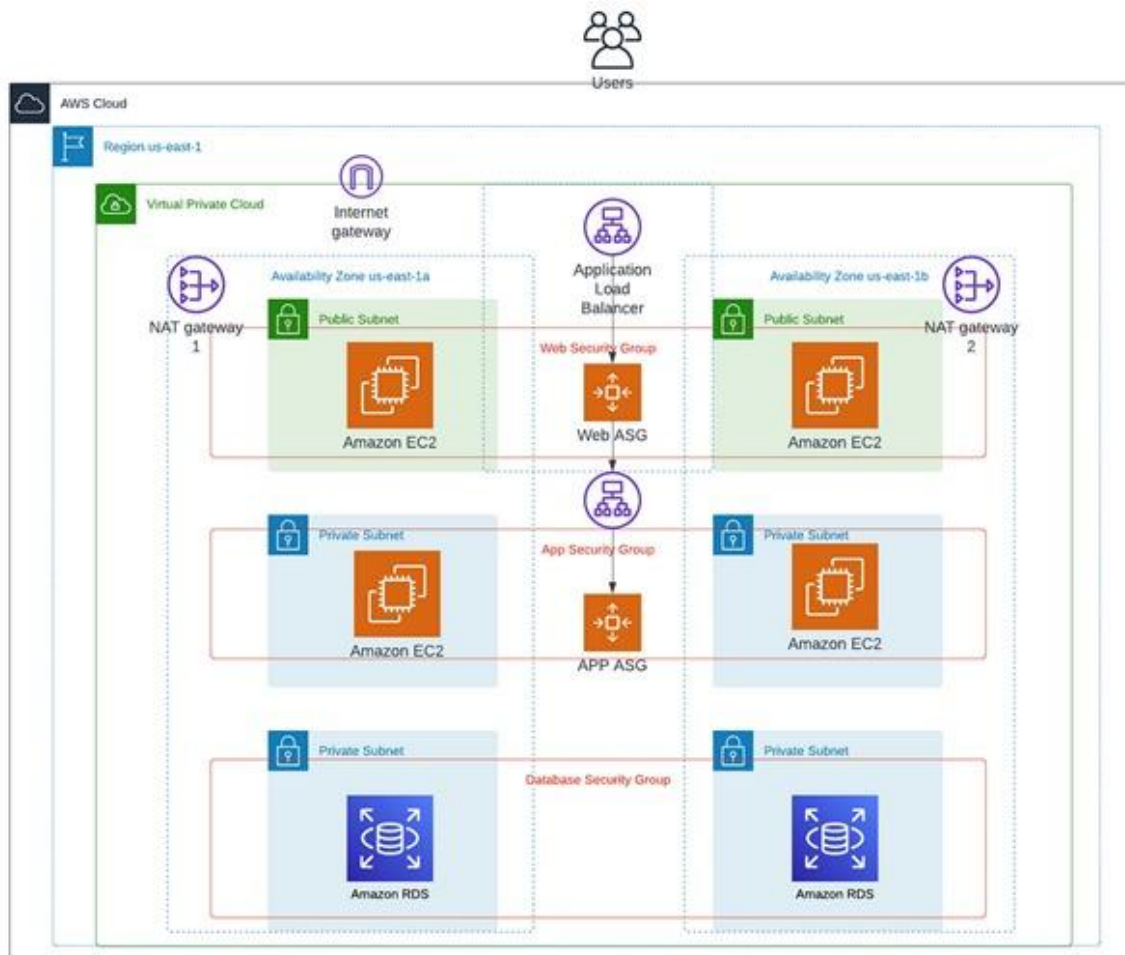 Users
AWS Cloud
Region us-east-1
Virtual Private Cloud
Internet
gateway
Application
Load
Balancer
Availability Zone us-east-1a
Availability Zone us-east-1b
NAT gateway
1
Public Subnet
Public Subnet
NAT gateway
2
Web Security Group
Amazon EC2
Web ASG
Amazon EC2
Private Subnet
Private Subnet
App Security Group
Amazon EC2
APP ASG
Amazon EC2
Private Subnet
Private Subnet
Database Security Group
Amazon RDS
Amazon RDS